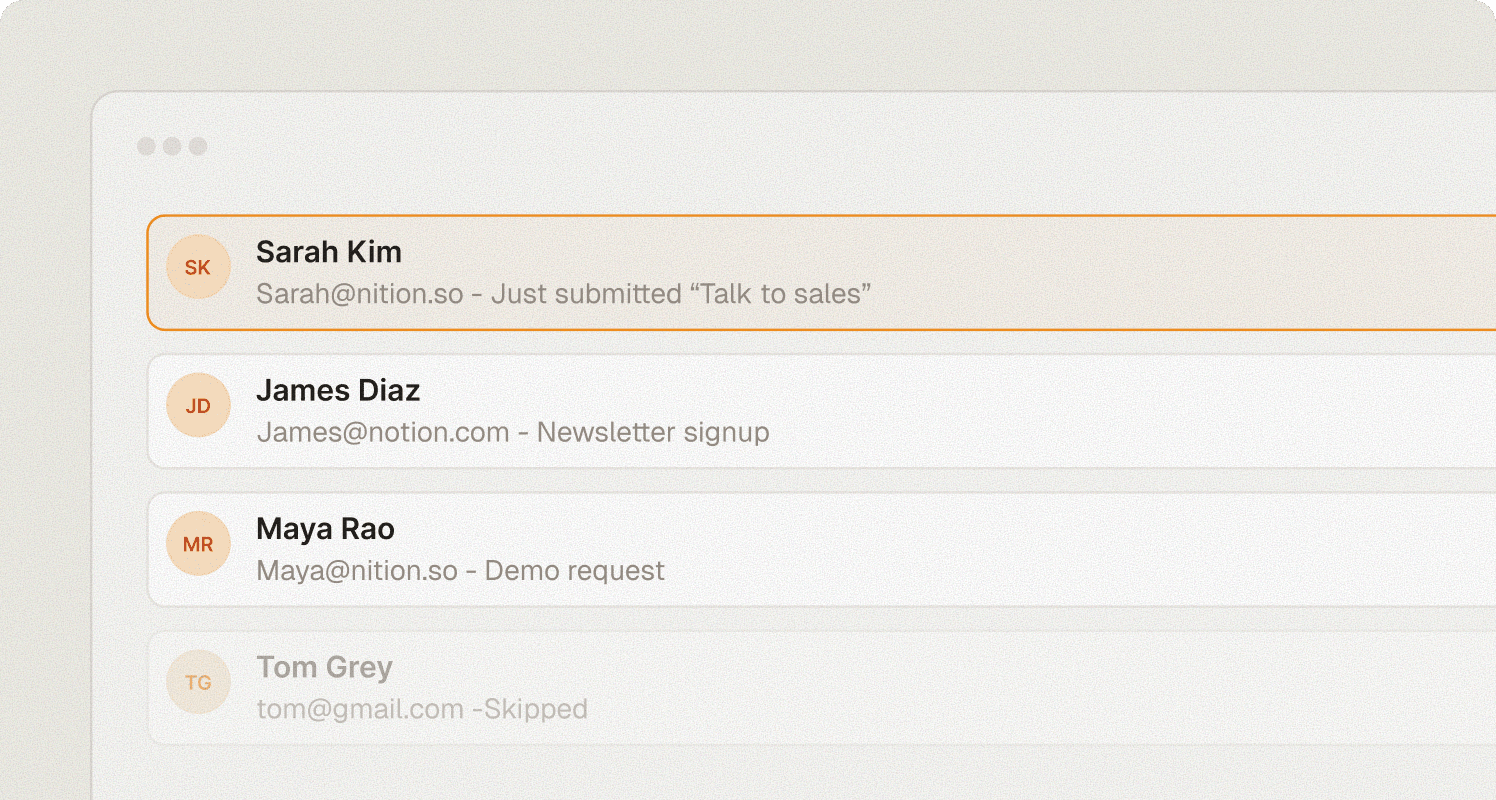 SK
Sarah Kim
Sarah@nition.so - Just submitted “Talk to sales”
JD
James Diaz
James@notion.com - Newsletter signup
MR
Maya Rao
Maya@nition.so - Demo request
TG
Tom Grey
tom@gmail.com -Skipped